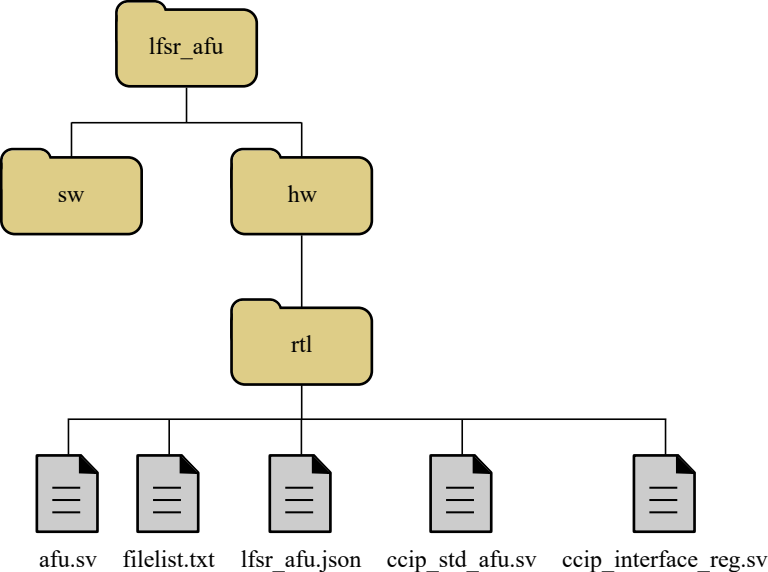 lfsr_afu
sw
hw
rtl
afu.sv
filelist.txt
lfsr_afu.json
ccip_std_afu.sv
ccip_interface_reg.sv